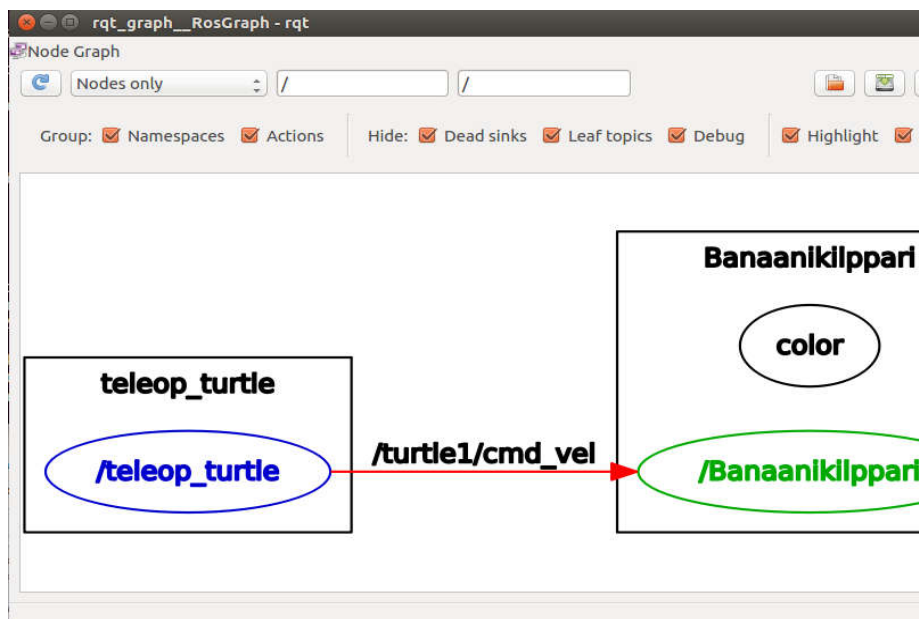 rqt_graph__RosGraph - rqt
Node Graph
Nodes only / /
Group: Namespaces Actions Hide: Dead sinks Leaf topics Debug Highlight
Banaanikilppari
color
teleop_turtle
/teleop_turtle /turtle1/cmd_vel /Banaanikilppari